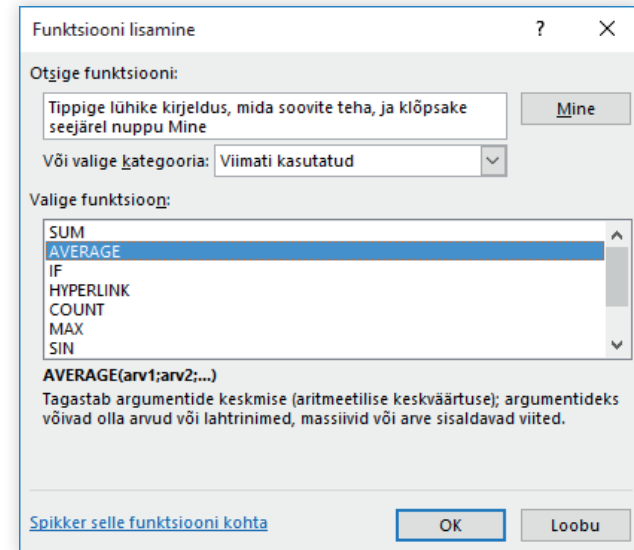 Funktsiooni lisamine ? ×
Otsige funktsiooni:
Tippige lühike kirjeldus, mida soovite teha, ja klõpsake
seejärel nuppu Mine
Mine
Või valige kategooria: Viimati kasutatud
Valige funktsioon:
SUM
AVERAGE
IF
HYPERLINK
COUNT
MAX
SIN
AVERAGE(arv1;arv2;...)
Tagastab argumentide keskmise (aritmeetilise keskväärtuse); argumentideks
võivad olla arvud või lahtrinimed, massiivid või arve sisaldavad viited.
Spikker selle funktsiooni kohta
OK
Loobu